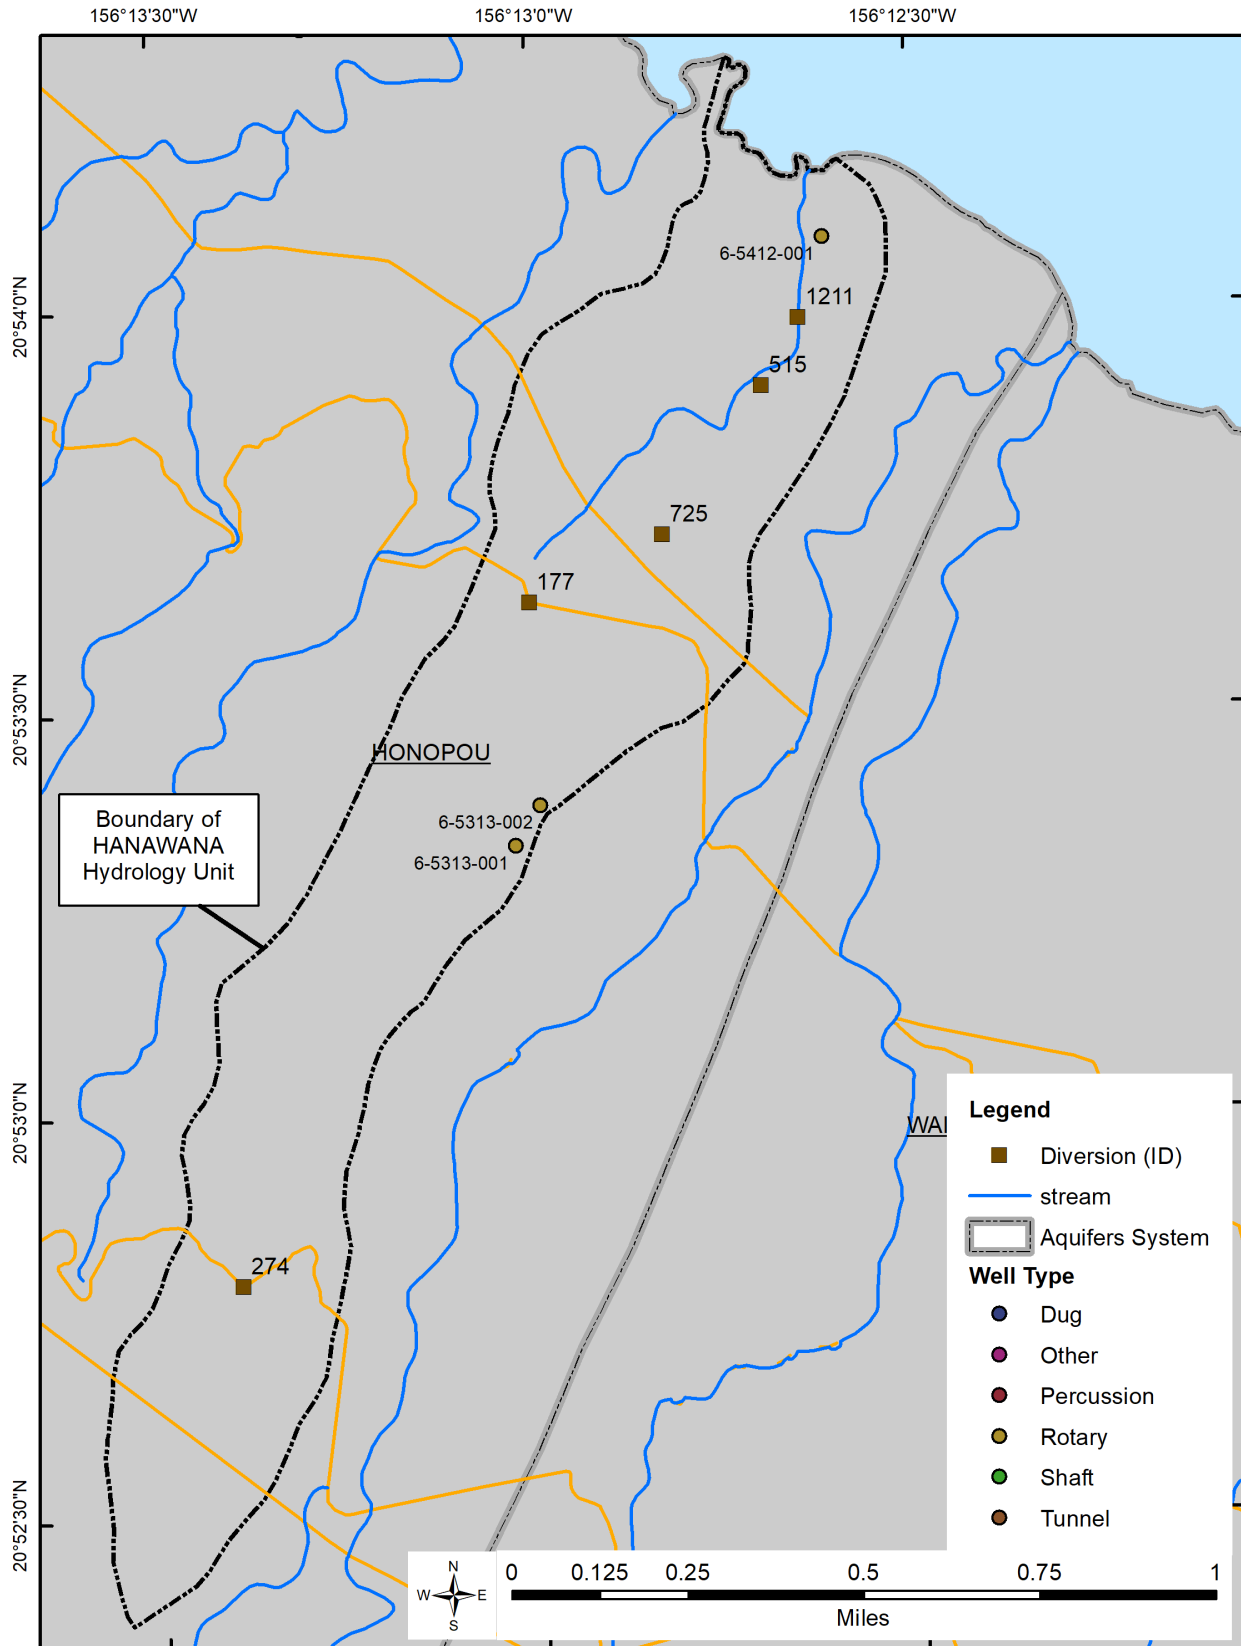 156°13'30"W
156°13'0"W
156°12'30"W
20°54'0"N
20°53'30"N
20°53'0"N
20°52'30"N
6-5412-001
1211
515
725
177
HONOPOU
6-5313-002
6-5313-001
Boundary of
HANAWANA
Hydrology Unit
WAI
274
Legend
Diversion (ID)
stream
Aquifers System
Well Type
Dug
Other
Percussion
Rotary
Shaft
Tunnel
N
W E
S
0 0.125 0.25 0.5 0.75 1
Miles